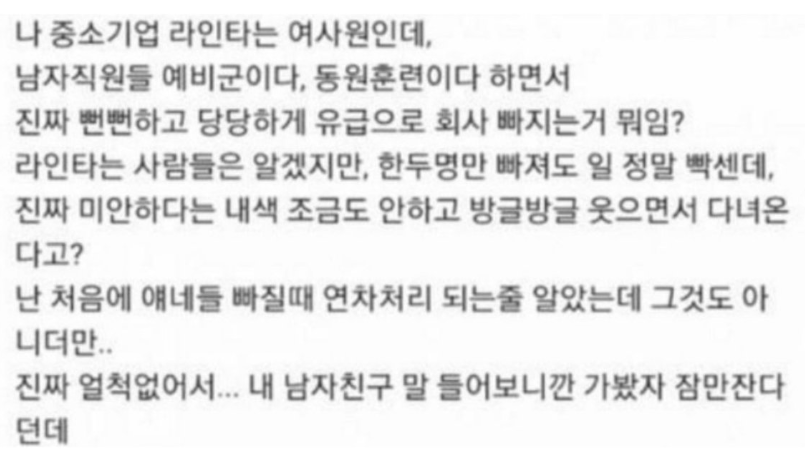 나 중소기업 라인타는 여사원인데,
남자직원들 예비군이다, 동원훈련이다 하면서
진짜 뻔뻔하고 당당하게 유급으로 회사 빠지는거 뭐임?
라인타는 사람들은 알겠지만, 한두명만 빠져도 일 정말 빡센데,
진짜 미안하다는 내색 조금도 안하고 방글방글 웃으면서 다녀온
다고?
난 처음에 얘네들 빠질때 연차처리 되는줄 알았는데 그것도 아
니더만..
진짜 얼척없어서... 내 남자친구 말 들어보니깐 가봤자 잠만잔다
던데